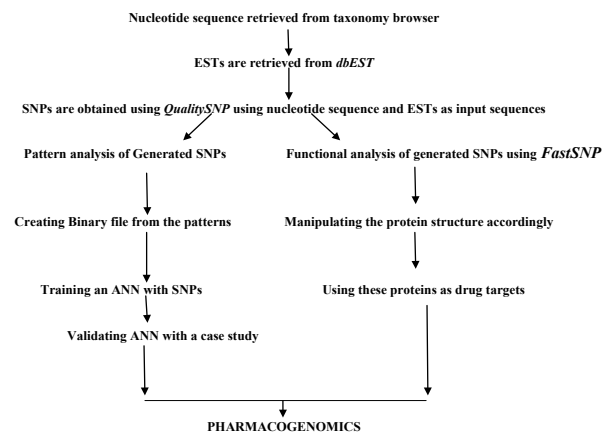 Nucleotide sequence retrieved from taxonomy browser
ESTs are retrieved from dbEST
SNPs are obtained using QualitySNP using nucleotide sequence and ESTs as input sequences
Pattern analysis of Generated SNPs
Functional analysis of generated SNPs using FastSNP
Creating Binary file from the patterns
Manipulating the protein structure accordingly
Training an ANN with SNPs
Using these proteins as drug targets
Validating ANN with a case study
PHARMACOGENOMICS